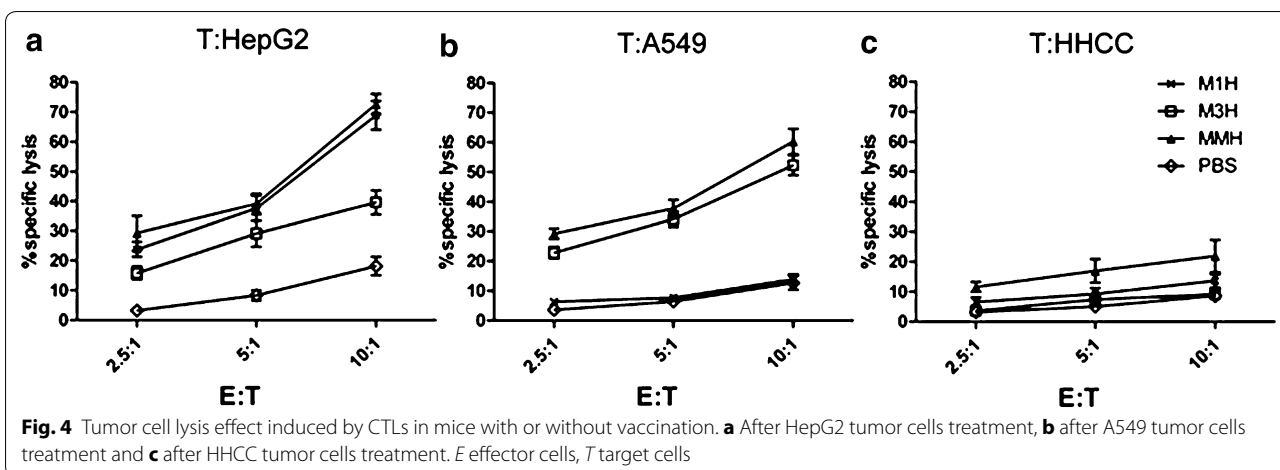 a
T:HepG2
%specific lysis
80
70
60
50
40
30
20
10
0
2.5:1
5:1
10:1
E:T
b
T:A549
%specific lysis
80
70
60
50
40
30
20
10
0
2.5:1
5:1
10:1
E:T
c
T:HHCC
%specific lysis
80
70
60
50
40
30
20
10
0
2.5:1
5:1
10:1
E:T
M1H
M3H
MMH
PBS
Fig. 4 Tumor cell lysis effect induced by CTLs in mice with or without vaccination. a After HepG2 tumor cells treatment, b after A549 tumor cells
treatment and c after HHCC tumor cells treatment. E effector cells, T target cells